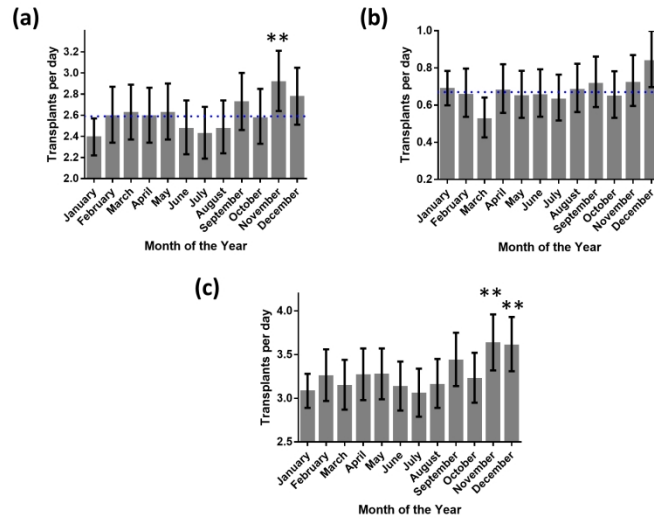 (a)
**
Transplants per day
3.2
3.0
2.8
2.6
2.4
2.2
2.0
January
February
March
April
May
June
July
August
September
October
November
December
Month of the Year
(b)
Transplants per day
1.0
0.8
0.6
0.4
0.2
January
February
March
April
May
June
July
August
September
October
November
December
Month of the Year
(c)
**
**
Transplants per day
4.0
3.5
3.0
2.5
January
February
March
April
May
June
July
August
September
October
November
December
Month of the Year